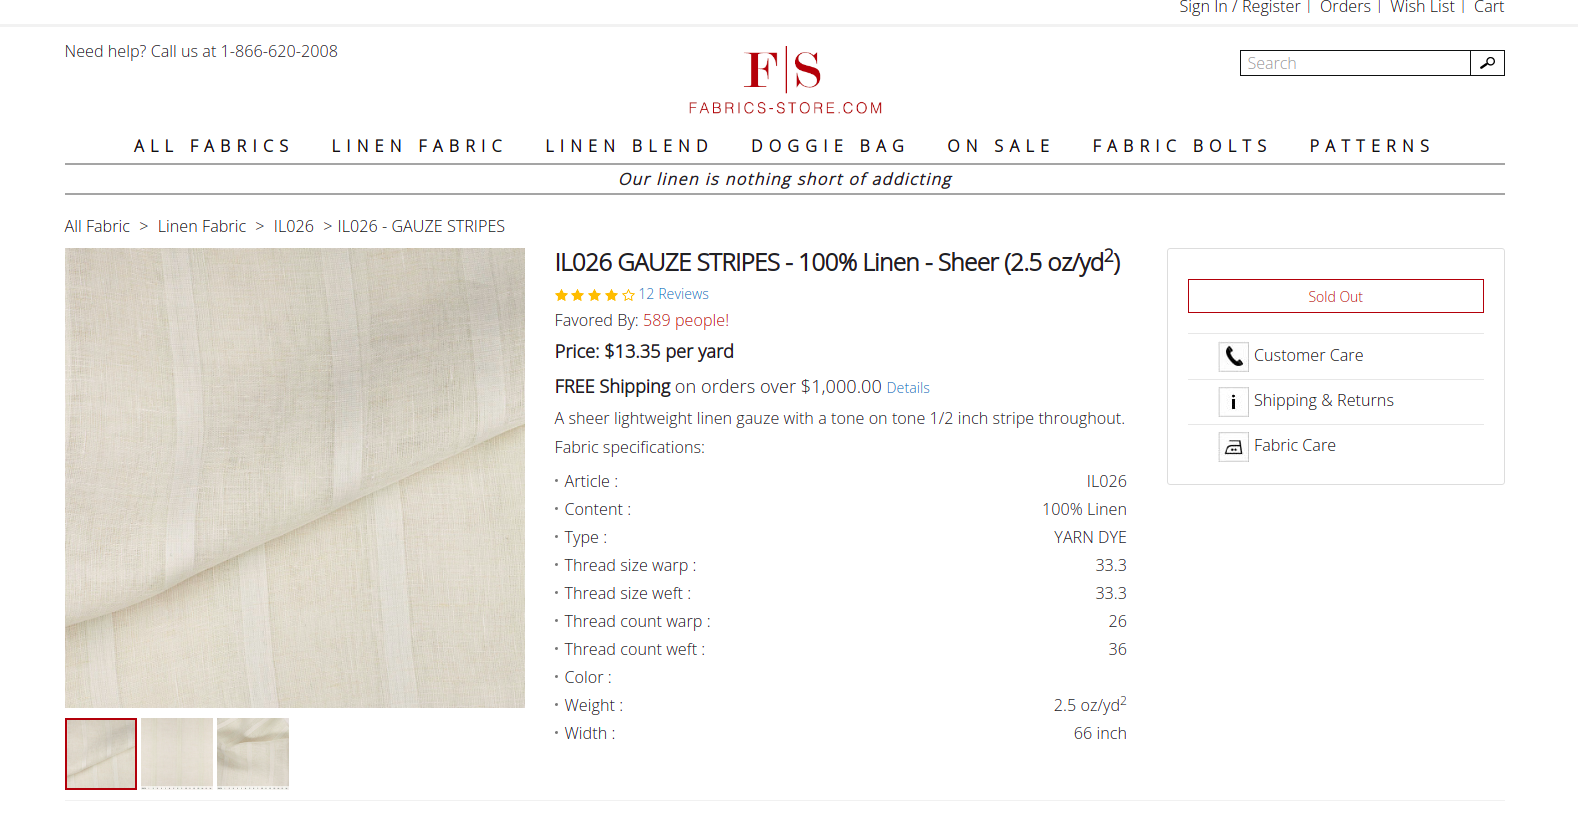 Sign In / Register | Orders | Wish List | Cart
Need help? Call us at 1-866-620-2008
F|S
FABRICS-STORE.COM
Search
ALL FABRICS LINEN FABRIC LINEN BLEND DOGGIE BAG ON SALE FABRIC BOLTS PATTERNS
Our linen is nothing short of addicting
All Fabric > Linen Fabric > IL026 > IL026 - GAUZE STRIPES
IL026 GAUZE STRIPES - 100% Linen - Sheer (2.5 oz/yd²)
12 Reviews
Favored By: 589 people!
Price: $13.35 per yard
FREE Shipping on orders over $1,000.00 Details
A sheer lightweight linen gauze with a tone on tone 1/2 inch stripe throughout.
Fabric specifications:
· Article : IL026
· Content : 100% Linen
· Type : YARN DYE
· Thread size warp : 33.3
· Thread size weft : 33.3
· Thread count warp : 26
· Thread count weft : 36
· Color :
· Weight : 2.5 oz/yd²
· Width : 66 inch
Sold Out
Customer Care
i Shipping & Returns
Fabric Care